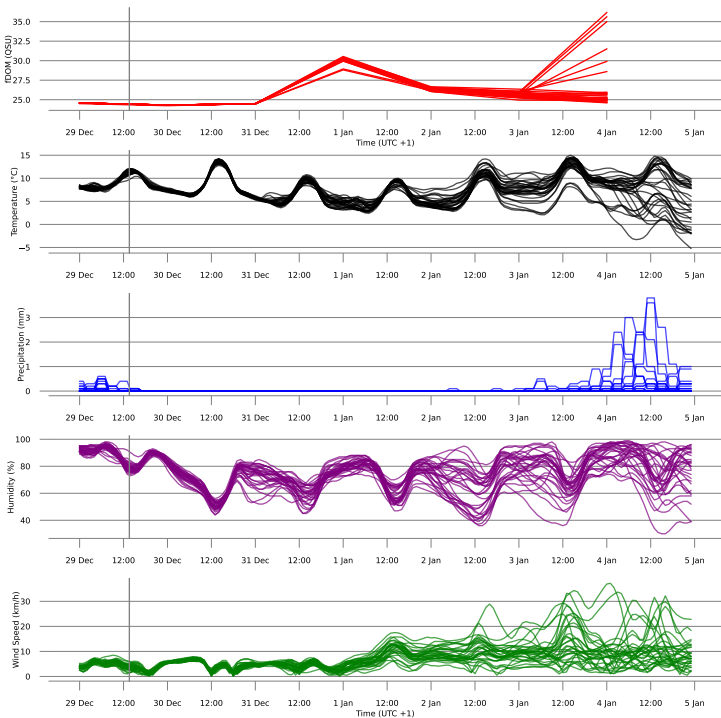 fDOM (QSU)
35.0
32.5
30.0
27.5
25.0
29 Dec 12:00 30 Dec 12:00 31 Dec 12:00 1 Jan 12:00 2 Jan 12:00 3 Jan 12:00 4 Jan 12:00 5 Jan
Time (UTC +1)
Temperature (°C)
15
10
5
0
−5
29 Dec 12:00 30 Dec 12:00 31 Dec 12:00 1 Jan 12:00 2 Jan 12:00 3 Jan 12:00 4 Jan 12:00 5 Jan
Precipitation (mm)
3
2
1
0
29 Dec 12:00 30 Dec 12:00 31 Dec 12:00 1 Jan 12:00 2 Jan 12:00 3 Jan 12:00 4 Jan 12:00 5 Jan
Humidity (%)
100
80
60
40
29 Dec 12:00 30 Dec 12:00 31 Dec 12:00 1 Jan 12:00 2 Jan 12:00 3 Jan 12:00 4 Jan 12:00 5 Jan
Wind Speed (km/h)
30
20
10
0
29 Dec 12:00 30 Dec 12:00 31 Dec 12:00 1 Jan 12:00 2 Jan 12:00 3 Jan 12:00 4 Jan 12:00 5 Jan
Time (UTC +1)